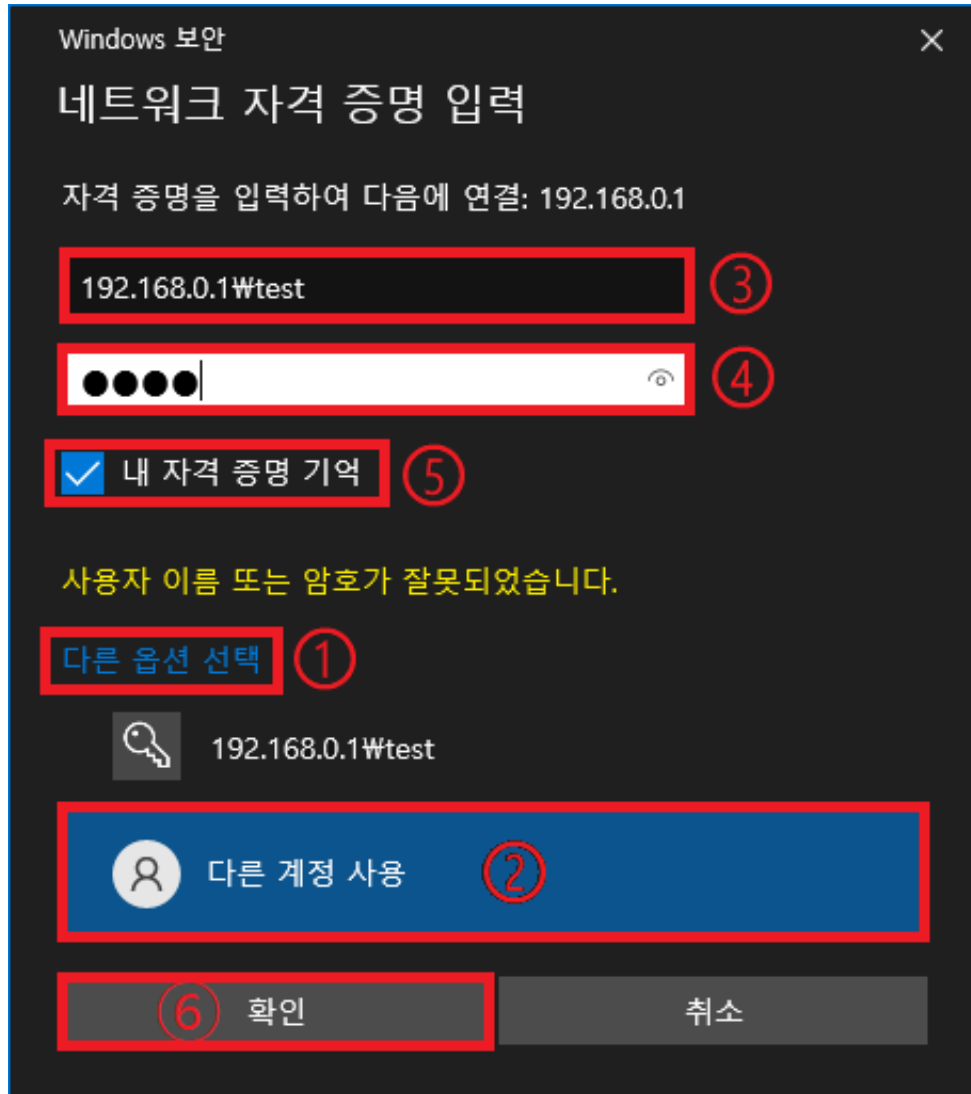 Windows 보안
네트워크 자격 증명 입력
자격 증명을 입력하여 다음에 연결: 192.168.0.1
192.168.0.1₩test ③
●●●● ④
내 자격 증명 기억 ⑤
사용자 이름 또는 암호가 잘못되었습니다.
다른 옵션 선택 ①
192.168.0.1₩test
다른 계정 사용 ②
⑥ 확인 취소